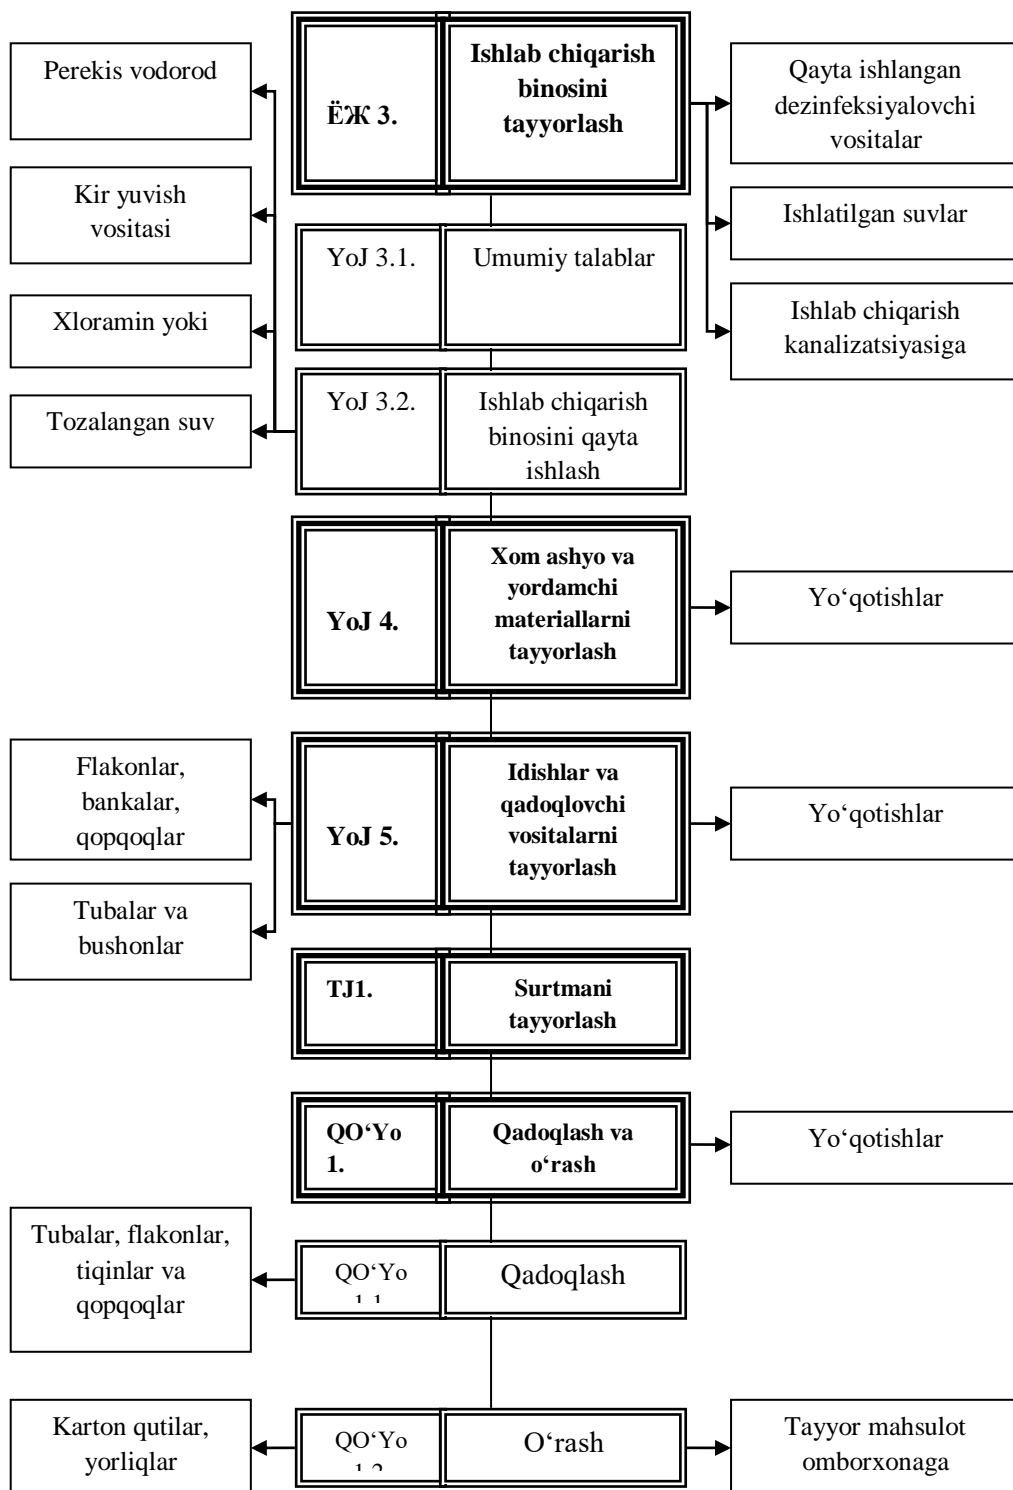 Perekis vodorod
Kir yuvish
vositasi
Xloramin yoki
Tozalangan suv
ЁЖ 3.
Ishlab chiqarish
binosini
tayyorlash
Qayta ishlangan
dezinfeksiyalovchi
vositalar
Ishlatilgan suvlar
Ishlab chiqarish
kanalizatsiyasiga
YoJ 3.1.
Umumiy talablar
YoJ 3.2.
Ishlab chiqarish
binosini qayta
ishlash
YoJ 4.
Xom ashyo va
yordamchi
materiallarni
tayyorlash
Yo‘qotishlar
Flakonlar,
bankalar,
qopqoqlar
Tubalar va
bushonlar
YoJ 5.
Idishlar va
qadoqlovchi
vositalarni
tayyorlash
Yo‘qotishlar
TJ1.
Surtmani
tayyorlash
QO‘Yo
1.
Qadoqlash va
o‘rash
Yo‘qotishlar
Tubalar, flakonlar,
tiqinlar va
qopqoqlar
QO‘Yo
1.1
Qadoqlash
Karton qutilar,
yorliqlar
QO‘Yo
1.2
O‘rash
Tayyor mahsulot
omborxonaga